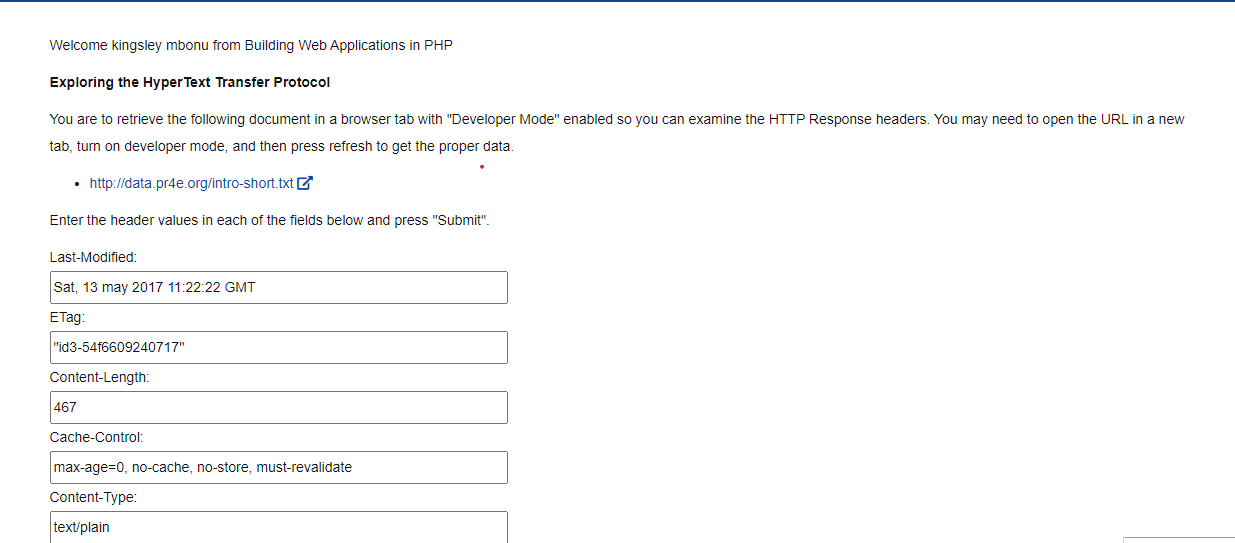 Welcome kingsley mbonu from Building Web Applications in PHP
Exploring the HyperText Transfer Protocol
You are to retrieve the following document in a browser tab with "Developer Mode" enabled so you can examine the HTTP Response headers. You may need to open the URL in a new
tab, turn on developer mode, and then press refresh to get the proper data.
• http://data.pr4e.org/intro-short.txt
Enter the header values in each of the fields below and press "Submit".
Last-Modified:
Sat, 13 may 2017 11:22:22 GMT
ETag:
"id3-54f6609240717"
Content-Length:
467
Cache-Control:
max-age=0, no-cache, no-store, must-revalidate
Content-Type:
text/plain